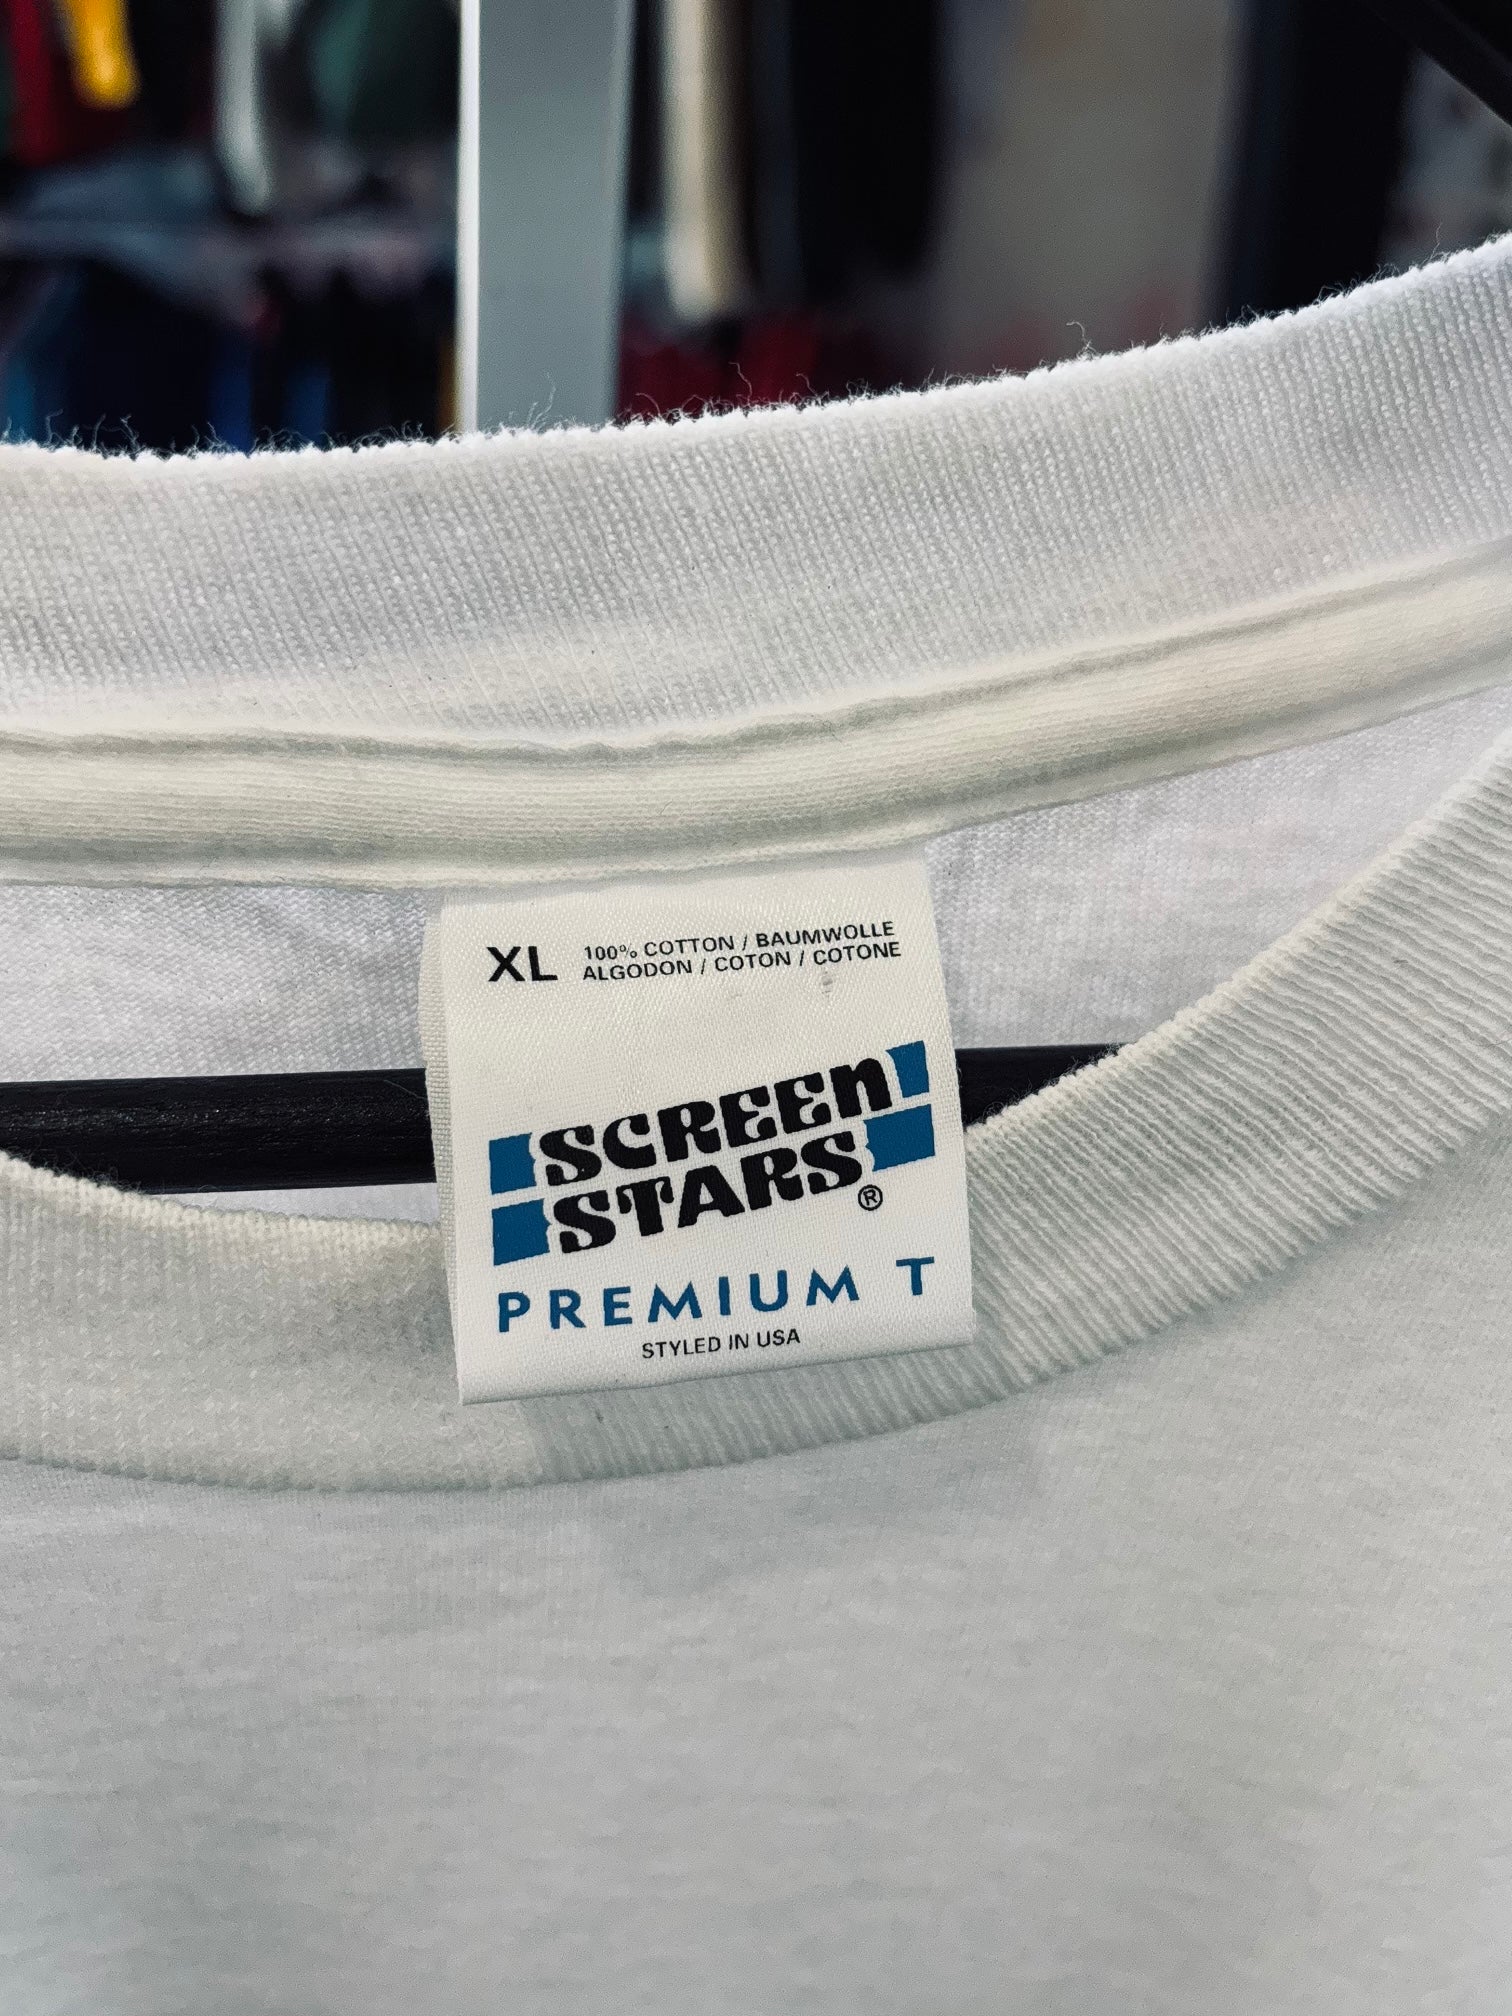 XL 100% COTTON / BAUMWOLLE
ALGODON / COTON / COTONE
SCREEN
STARS®
PREMIUM T
STYLED IN USA